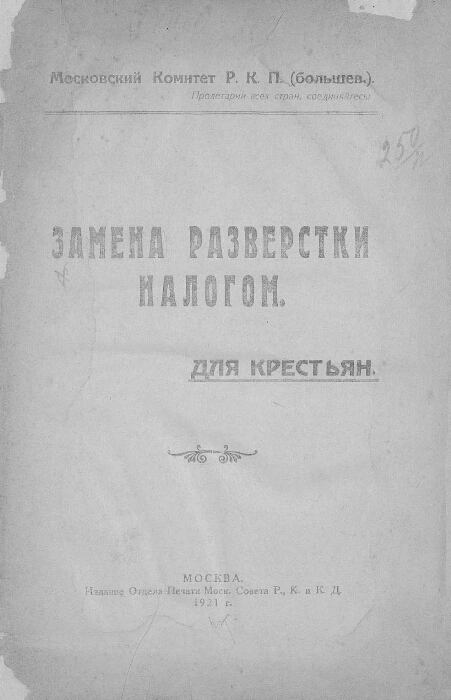 Московский Комитет Р. К. П. (большев.).
Пролетарии всех стран, соединяйтесь!
250/п
ЗАМЕНА РАЗВЕРСТКИ
НАЛОГОМ.
ДЛЯ КРЕСТЬЯН.
МОСКВА.
Издание Отдела Печати Моск. Совета Р., К. и К. Д.
1921 г.